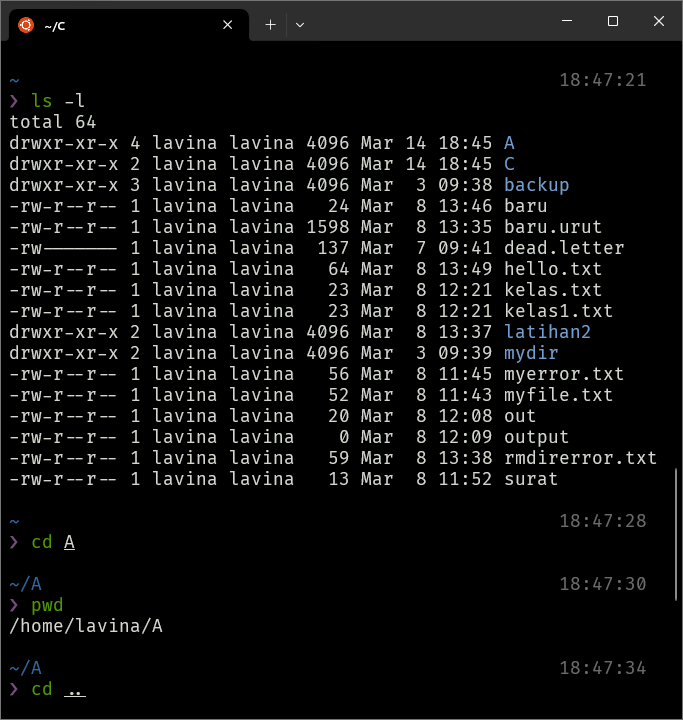 ~/C
~ 18:47:21
❯ ls -l
total 64
drwxr-xr-x 4 lavina lavina 4096 Mar 14 18:45 A
drwxr-xr-x 2 lavina lavina 4096 Mar 14 18:45 C
drwxr-xr-x 3 lavina lavina 4096 Mar  3 09:38 backup
-rw-r--r-- 1 lavina lavina   24 Mar  8 13:46 baru
-rw-r--r-- 1 lavina lavina 1598 Mar  8 13:35 baru.urut
-rw------- 1 lavina lavina  137 Mar  7 09:41 dead.letter
-rw-r--r-- 1 lavina lavina   64 Mar  8 13:49 hello.txt
-rw-r--r-- 1 lavina lavina   23 Mar  8 12:21 kelas.txt
-rw-r--r-- 1 lavina lavina   23 Mar  8 12:21 kelas1.txt
drwxr-xr-x 2 lavina lavina 4096 Mar  8 13:37 latihan2
drwxr-xr-x 2 lavina lavina 4096 Mar  3 09:39 mydir
-rw-r--r-- 1 lavina lavina   56 Mar  8 11:45 myerror.txt
-rw-r--r-- 1 lavina lavina   52 Mar  8 11:43 myfile.txt
-rw-r--r-- 1 lavina lavina   20 Mar  8 12:08 out
-rw-r--r-- 1 lavina lavina    0 Mar  8 12:09 output
-rw-r--r-- 1 lavina lavina   59 Mar  8 13:38 rmdirerror.txt
-rw-r--r-- 1 lavina lavina   13 Mar  8 11:52 surat
~ 18:47:28
❯ cd A
~/A 18:47:30
❯ pwd
/home/lavina/A
~/A 18:47:34
❯ cd ..